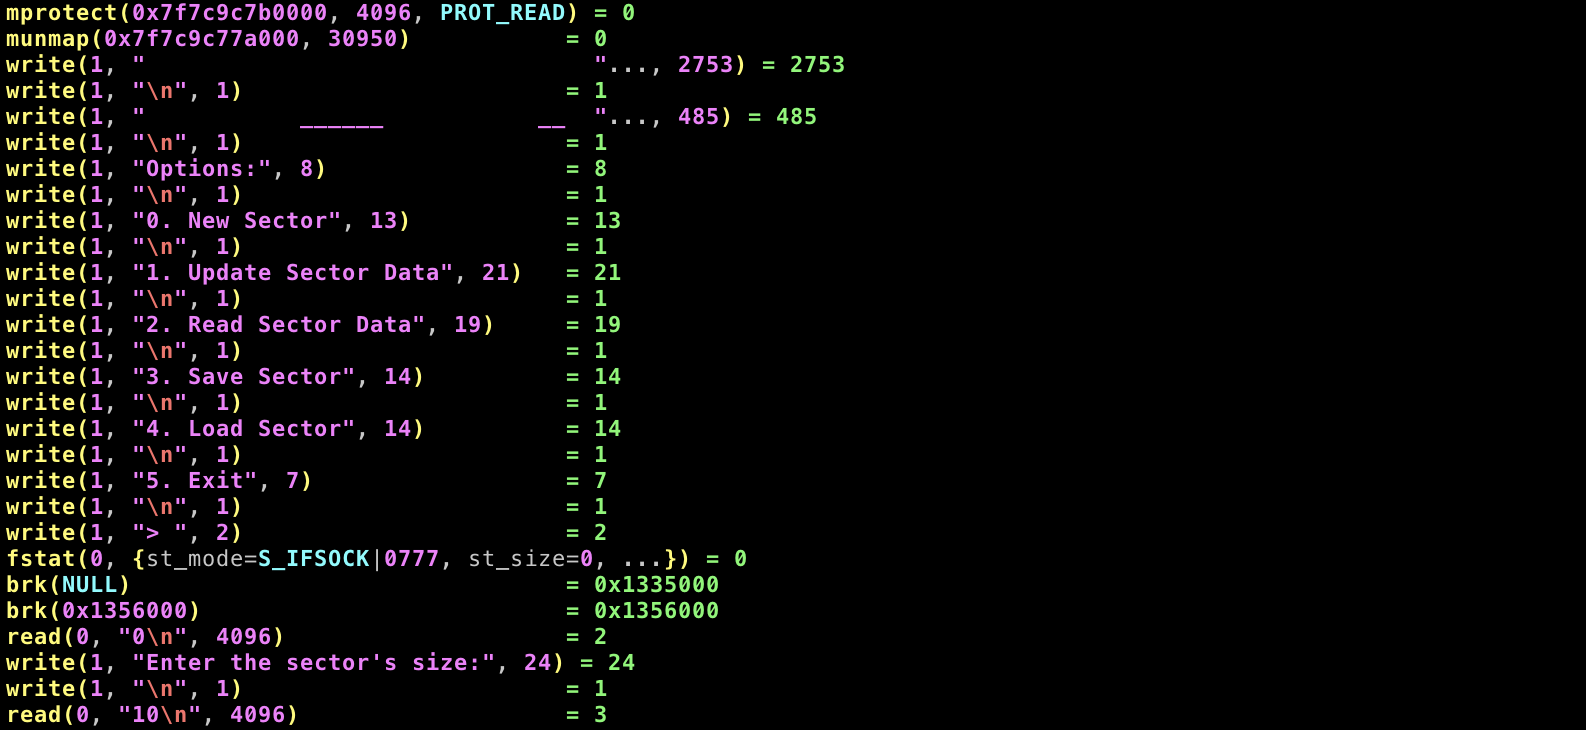 mprotect(0x7f7c9c7b0000, 4096, PROT_READ) = 0
munmap(0x7f7c9c77a000, 30950)           = 0
write(1, "                                "..., 2753) = 2753
write(1, "\n", 1)                       = 1
write(1, "           ______           __  "..., 485) = 485
write(1, "\n", 1)                       = 1
write(1, "Options:", 8)                 = 8
write(1, "\n", 1)                       = 1
write(1, "0. New Sector", 13)           = 13
write(1, "\n", 1)                       = 1
write(1, "1. Update Sector Data", 21)   = 21
write(1, "\n", 1)                       = 1
write(1, "2. Read Sector Data", 19)     = 19
write(1, "\n", 1)                       = 1
write(1, "3. Save Sector", 14)          = 14
write(1, "\n", 1)                       = 1
write(1, "4. Load Sector", 14)          = 14
write(1, "\n", 1)                       = 1
write(1, "5. Exit", 7)                  = 7
write(1, "\n", 1)                       = 1
write(1, "> ", 2)                       = 2
fstat(0, {st_mode=S_IFSOCK|0777, st_size=0, ...}) = 0
brk(NULL)                               = 0x1335000
brk(0x1356000)                          = 0x1356000
read(0, "0\n", 4096)                    = 2
write(1, "Enter the sector's size:", 24) = 24
write(1, "\n", 1)                       = 1
read(0, "10\n", 4096)                   = 3